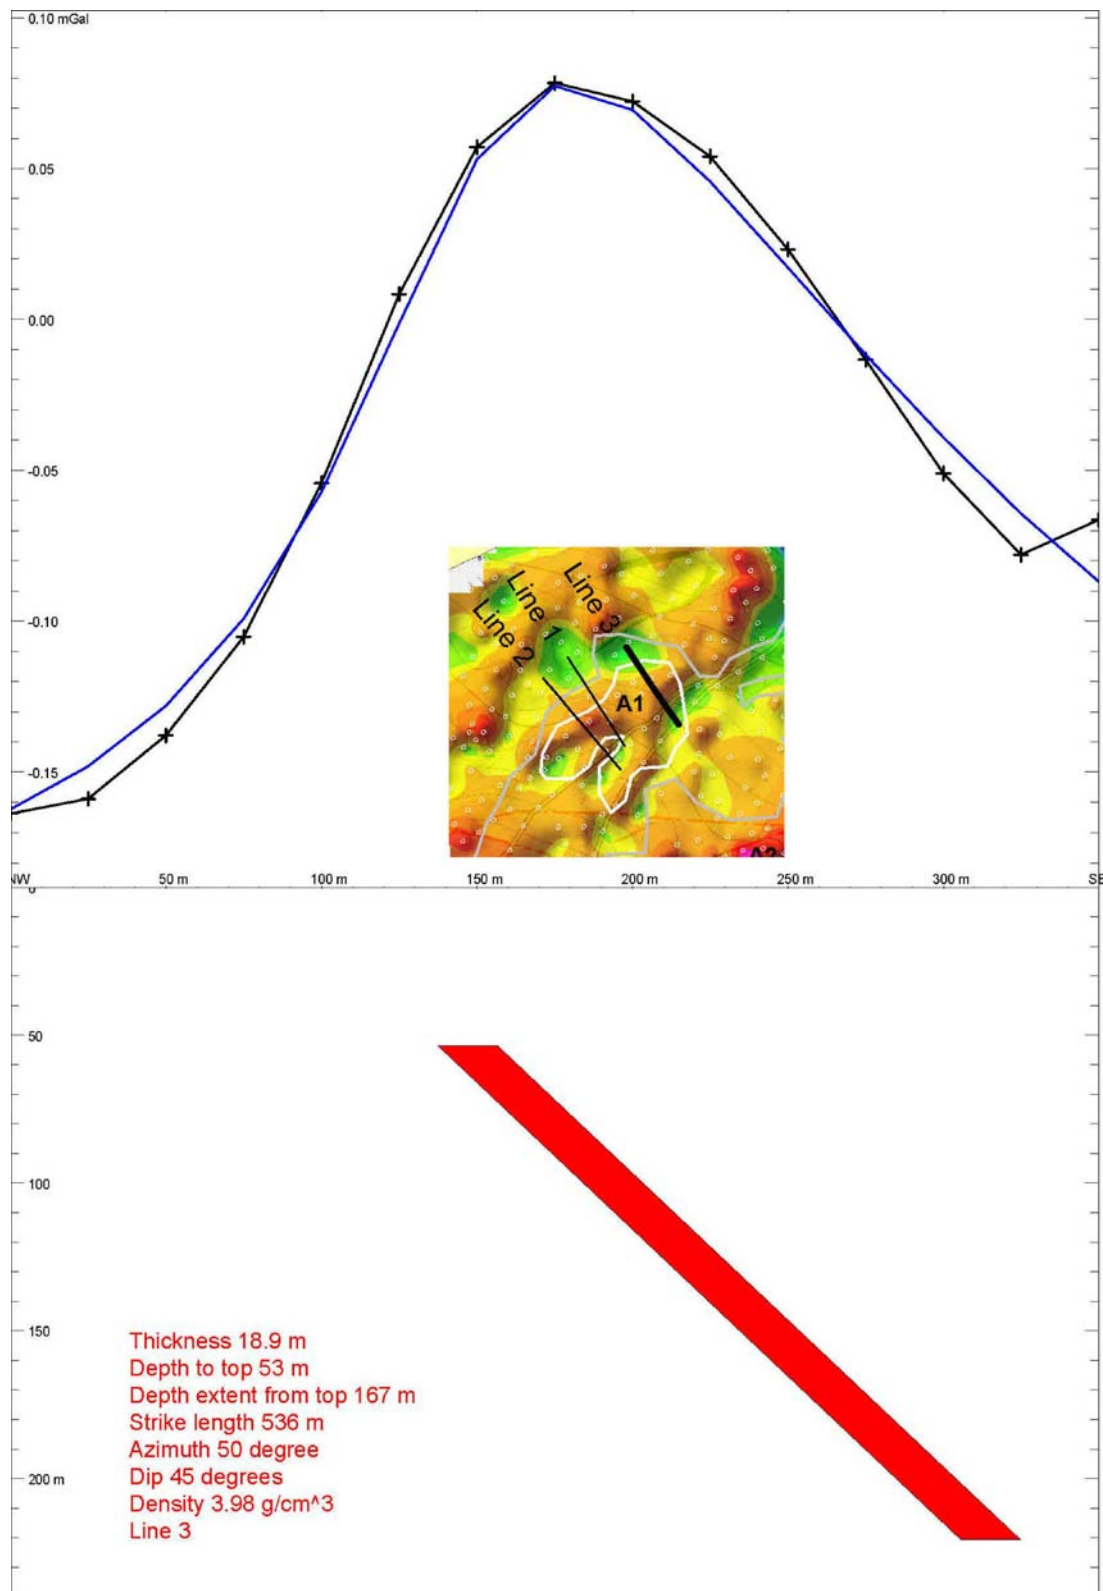 0.10 mGal
0.05
0.00
-0.05
-0.10
-0.15
Line 3
Line 1
Line 2
A1
A2
NW 50 m 100 m 150 m 200 m 250 m 300 m SE
0
50
100
150
200 m
Thickness 18.9 m
Depth to top 53 m
Depth extent from top 167 m
Strike length 536 m
Azimuth 50 degree
Dip 45 degrees
Density 3.98 g/cm^3
Line 3